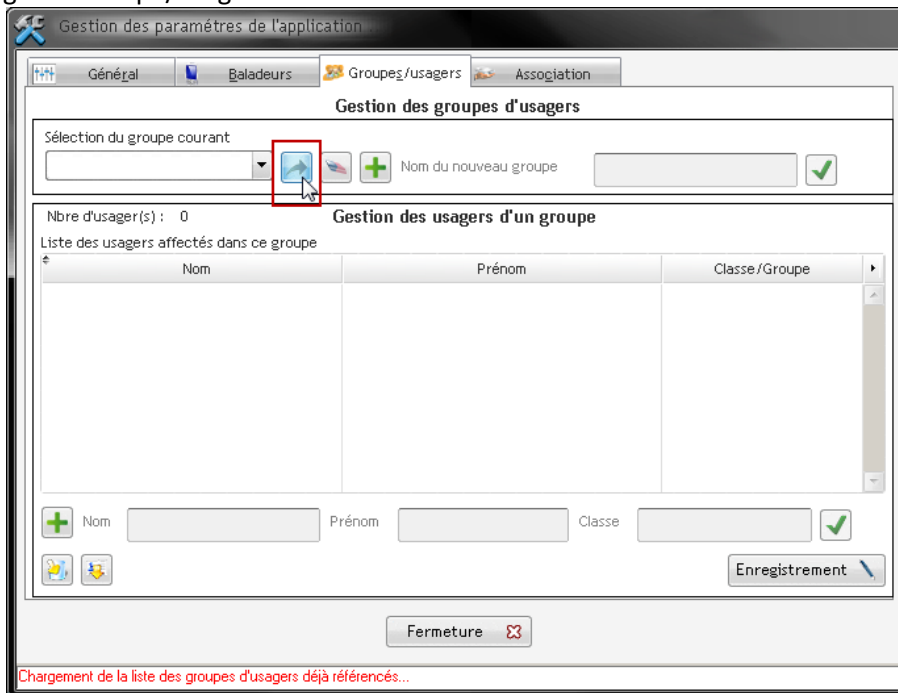 Gestion des paramétres de l'application ..
Général Baladeurs Groupes/usagers Association
Gestion des groupes d'usagers
Sélection du groupe courant
Nom du nouveau groupe
Nbre d'usager(s) : 0 Gestion des usagers d'un groupe
Liste des usagers affectés dans ce groupe
Nom Prénom Classe/Groupe
Nom Prénom Classe
Enregistrement
Fermeture
Chargement de la liste des groupes d'usagers déjà référencés...